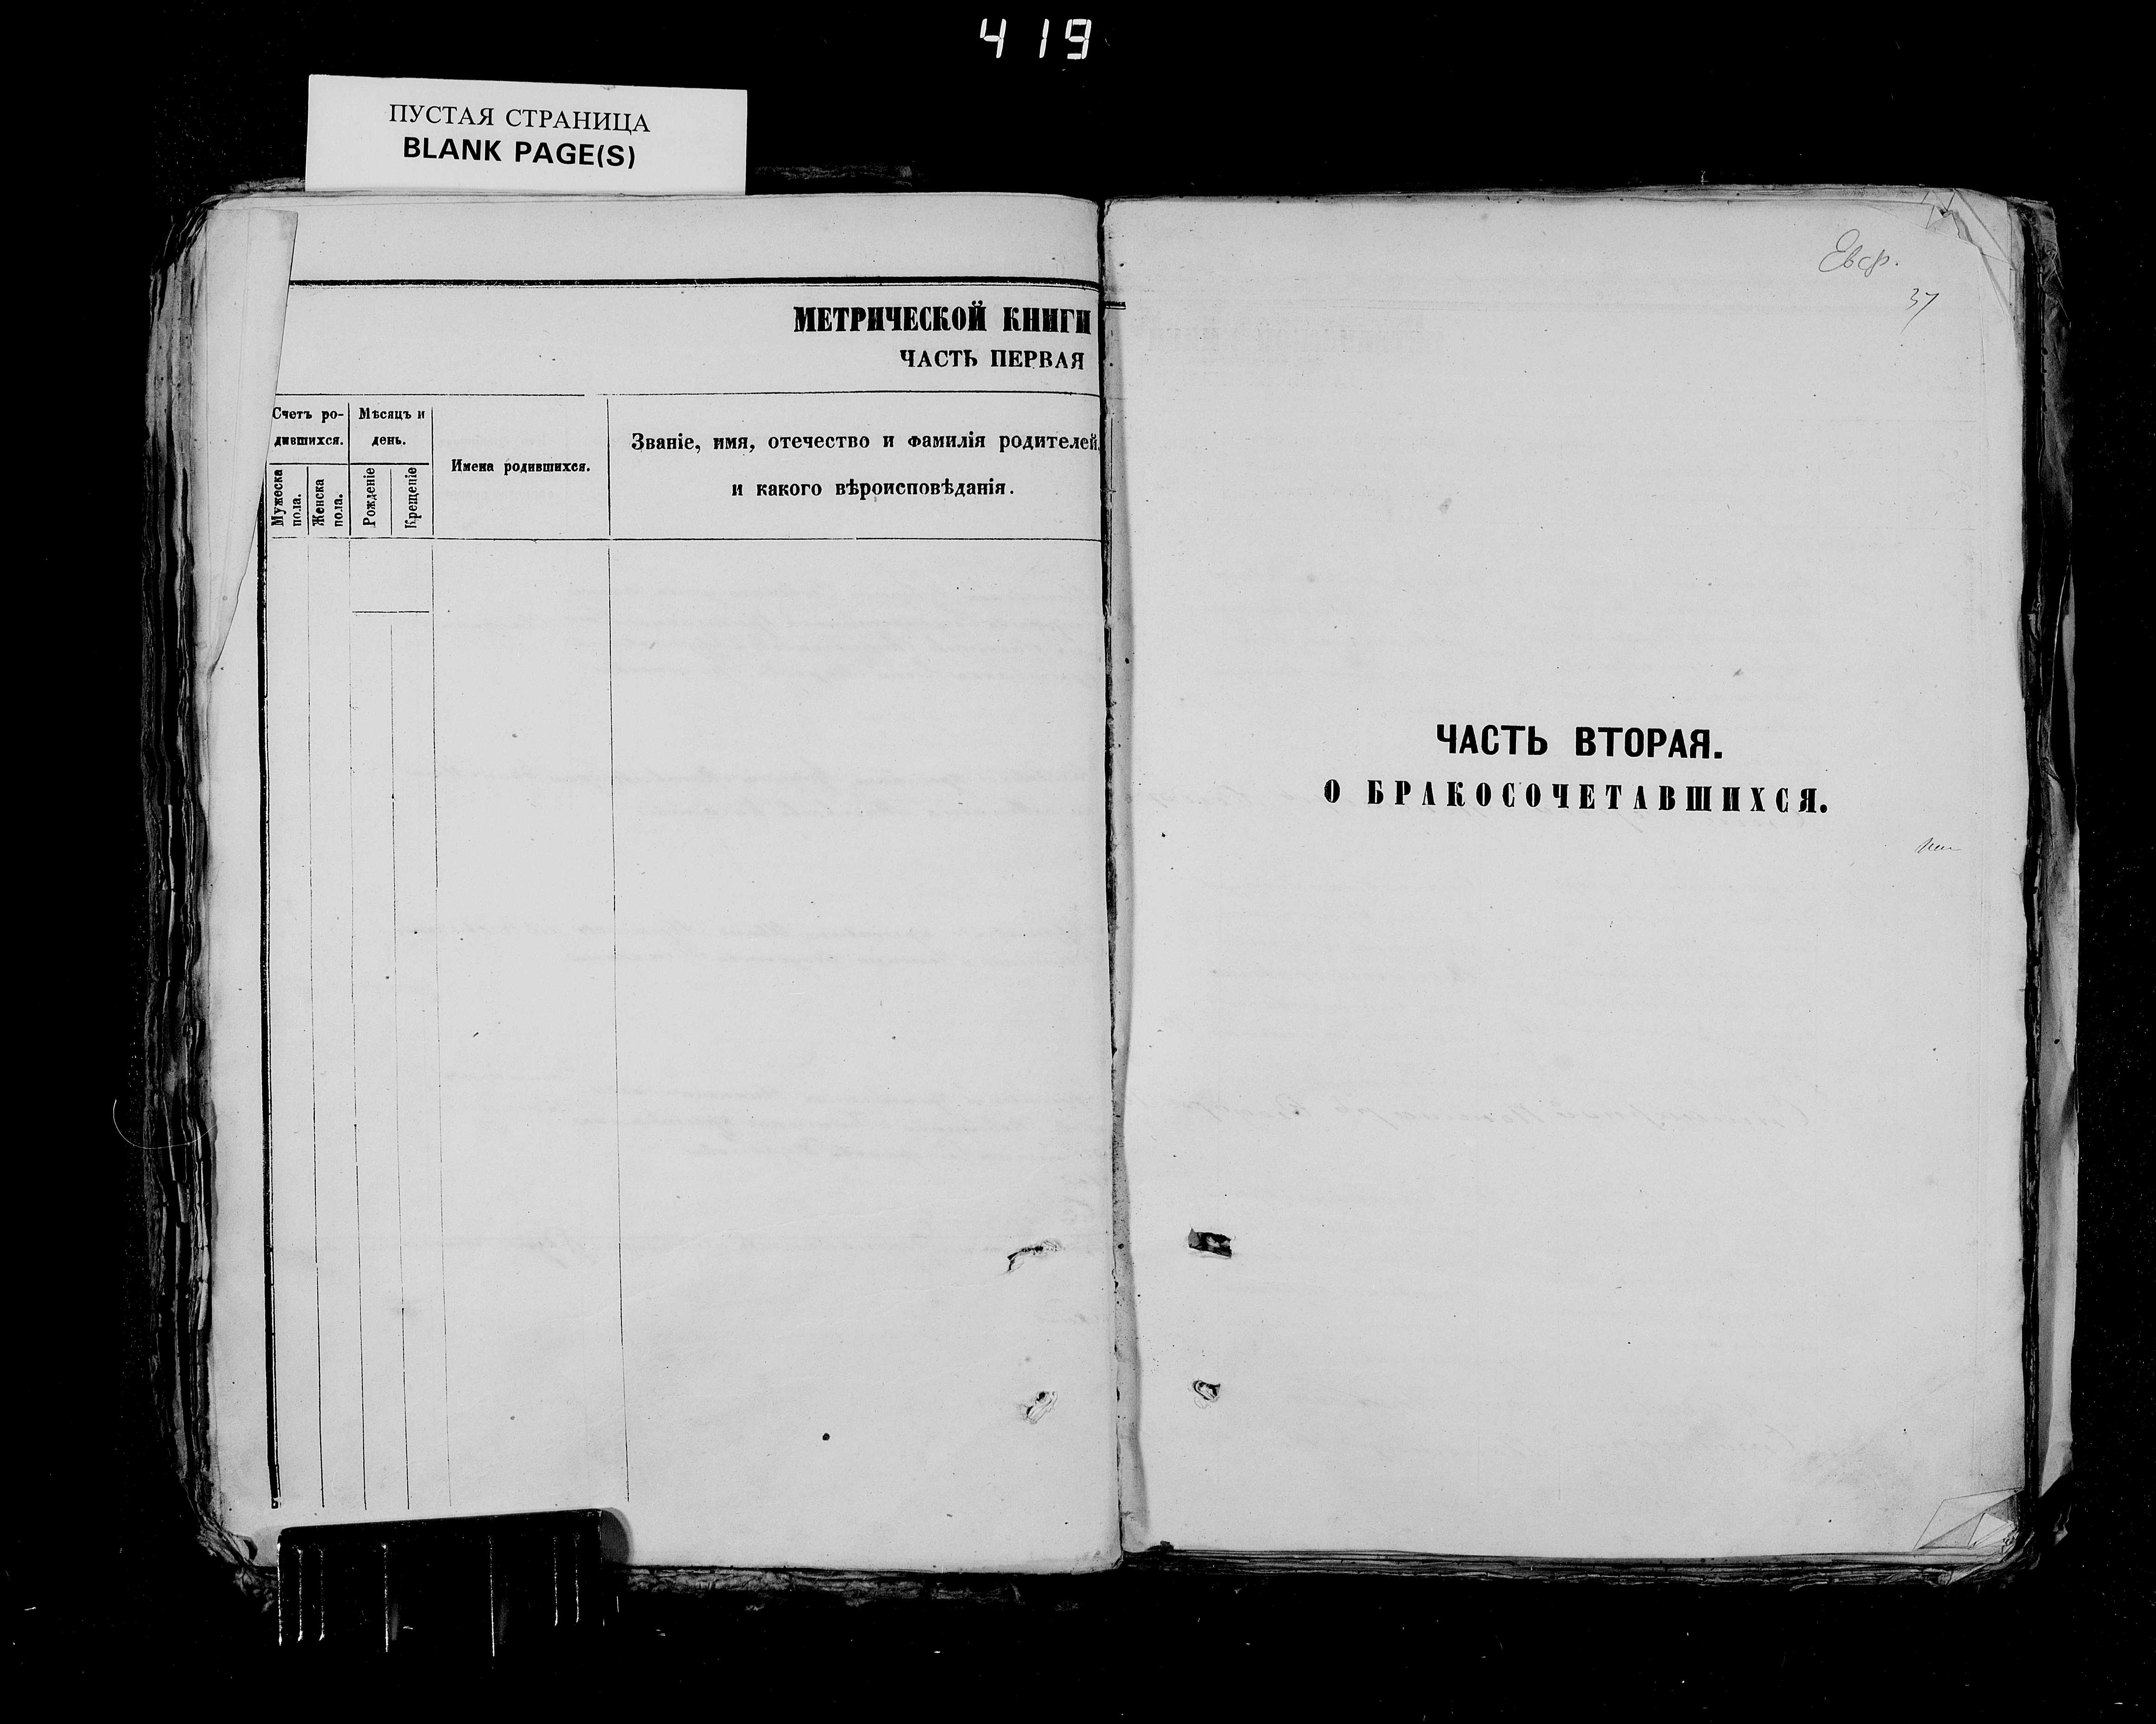 419
ПУСТАЯ СТРАНИЦА
BLANK PAGE(S)
МЕТРИЧЕСКОЙ КНИГИ
ЧАСТЬ ПЕРВАЯ
Счетъ ро-
дившихся.
Мѣсяцъ и
день.
Мужеска
пола.
Женска
пола.
Рожденіе
Крещеніе
Имена родившихся.
Званіе, имя, отечество и фамилія родителей,
и какого вѣроисповѣданія.
Евф.
37
ЧАСТЬ ВТОРАЯ.
О БРАКОСОЧЕТАВШИХСЯ.